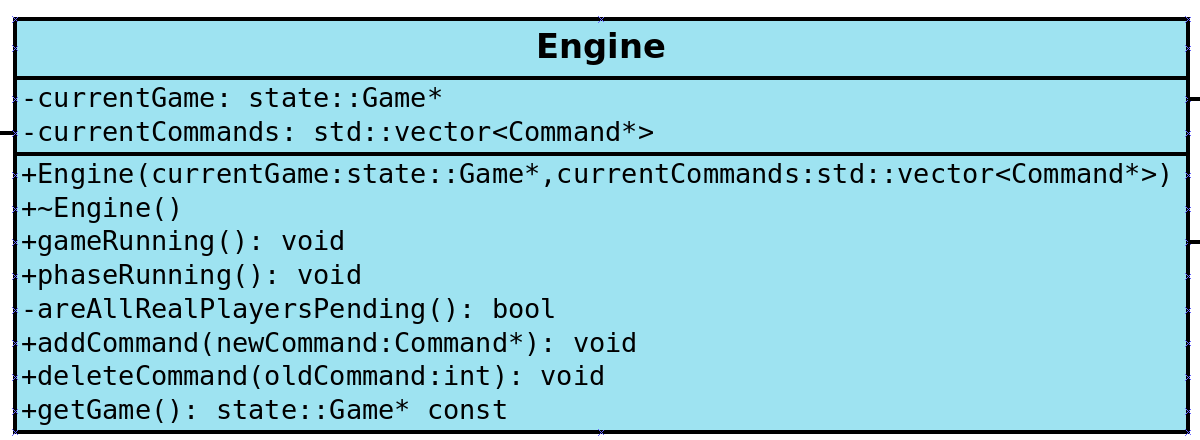 Engine
-currentGame: state::Game*
-currentCommands: std::vector<Command*>
+Engine(currentGame:state::Game*,currentCommands:std::vector<Command*>)
+~Engine()
+gameRunning(): void
+phaseRunning(): void
-areAllRealPlayersPending(): bool
+addCommand(newCommand:Command*): void
+deleteCommand(oldCommand:int): void
+getGame(): state::Game* const